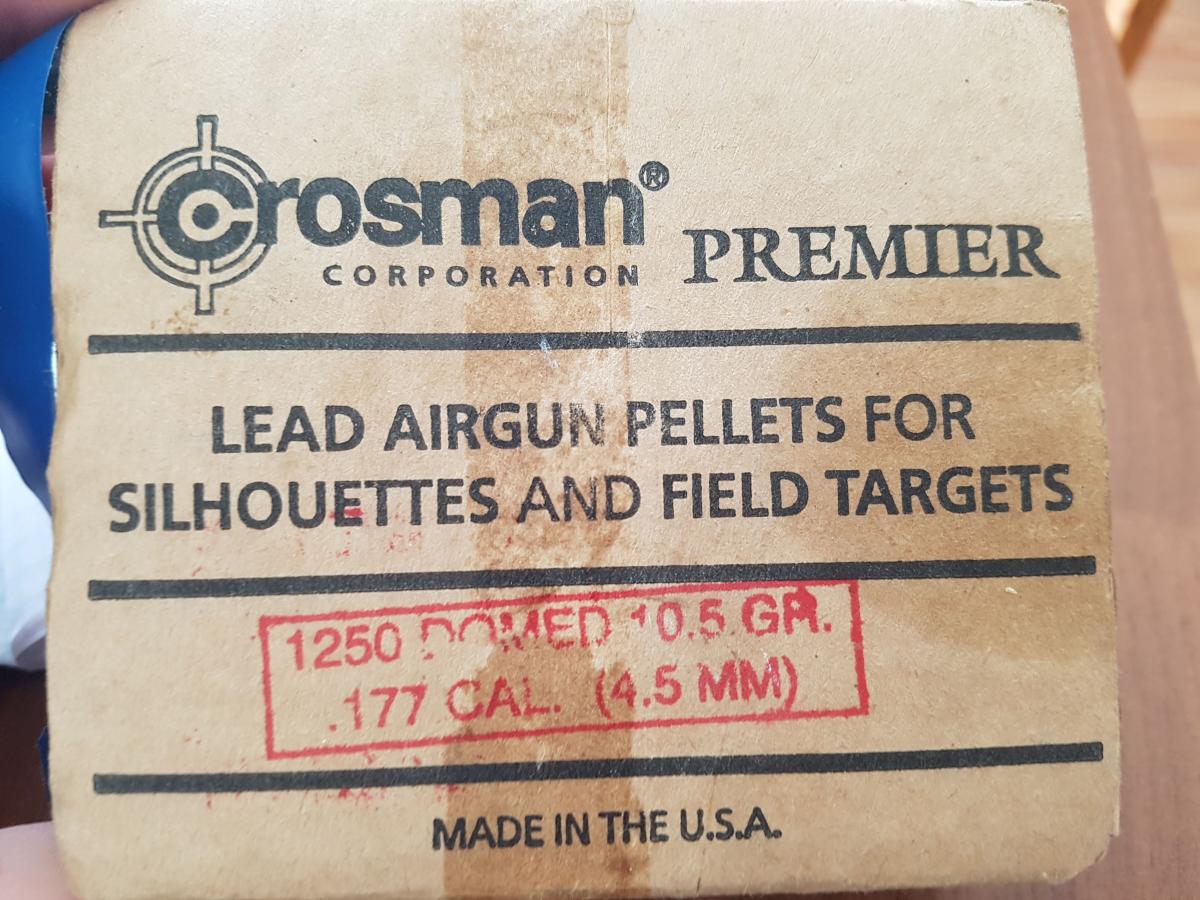 Crosman®
CORPORATION
PREMIER
LEAD AIRGUN PELLETS FOR
SILHOUETTES AND FIELD TARGETS
1250 DOMED 10.5 GR.
.177 CAL. (4.5 MM)
MADE IN THE U.S.A.